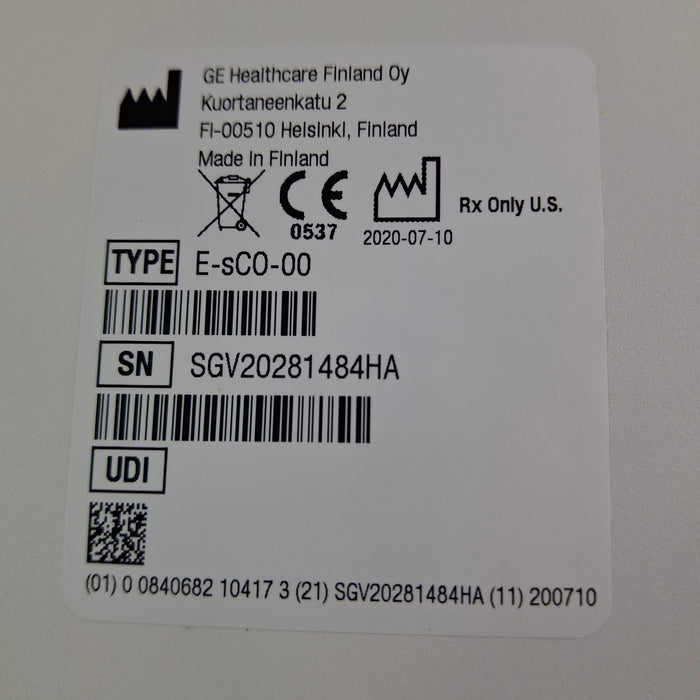 GE Healthcare Finland Oy
Kuortaneenkatu 2
FI-00510 Helsinki, Finland
Made in Finland
CE
0537
2020-07-10
Rx Only U.S.
TYPE E-sCO-00
SN SGV20281484HA
UDI
(01) 0 0840682 10417 3 (21) SGV20281484HA (11) 200710